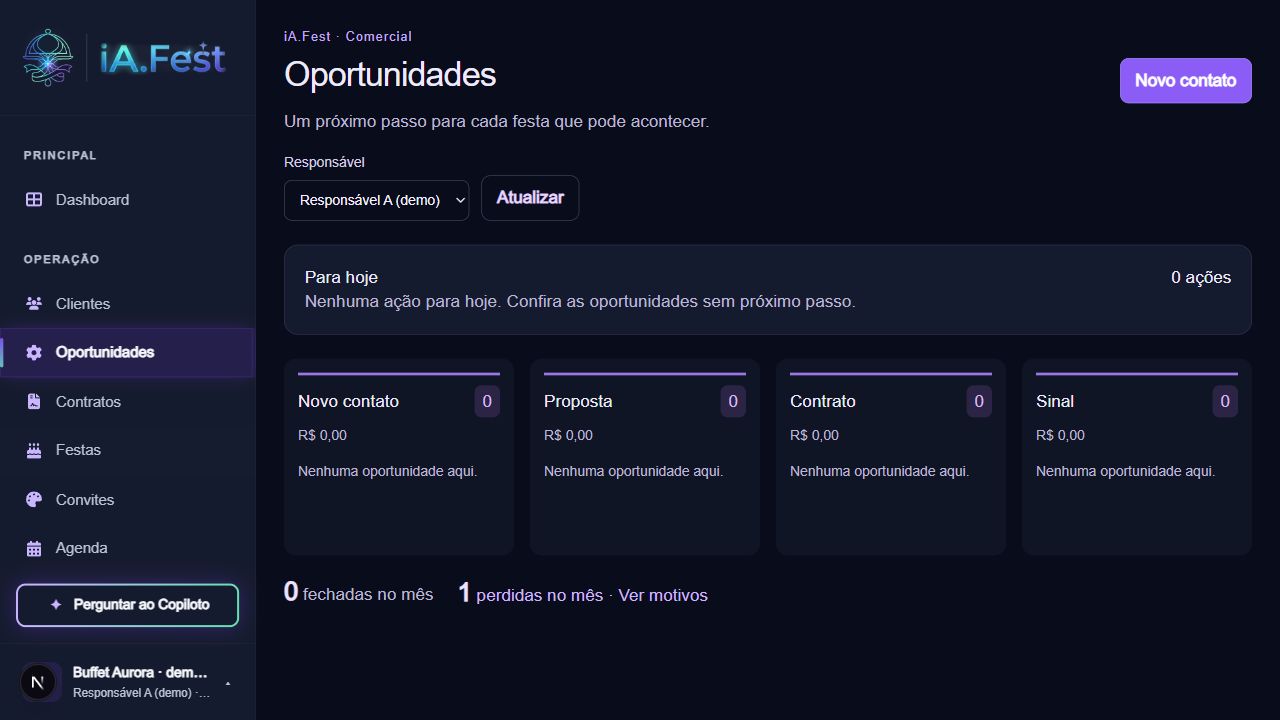 iA.Fest
PRINCIPAL
Dashboard
OPERAÇÃO
Clientes
Oportunidades
Contratos
Festas
Convites
Agenda
Perguntar ao Copiloto
N
Buffet Aurora · dem...
Responsável A (demo) ·...
iA.Fest · Comercial
Oportunidades
Novo contato
Um próximo passo para cada festa que pode acontecer.
Responsável
Responsável A (demo)
Atualizar
Para hoje
0 ações
Nenhuma ação para hoje. Confira as oportunidades sem próximo passo.
Novo contato 0
R$ 0,00
Nenhuma oportunidade aqui.
Proposta 0
R$ 0,00
Nenhuma oportunidade aqui.
Contrato 0
R$ 0,00
Nenhuma oportunidade aqui.
Sinal 0
R$ 0,00
Nenhuma oportunidade aqui.
0 fechadas no mês
1 perdidas no mês · Ver motivos